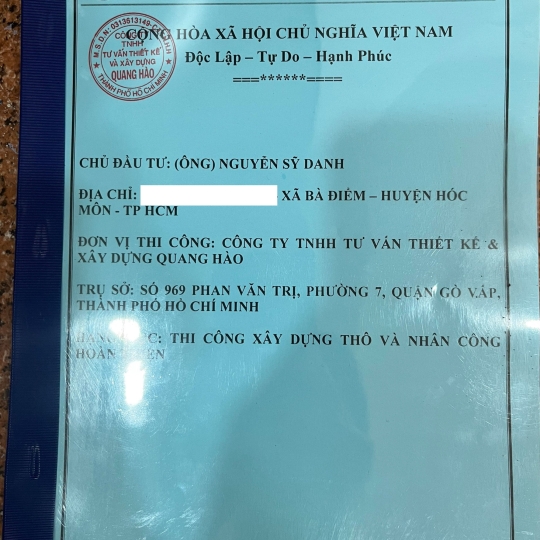 M.S.D.N: 0313613149-C.T.T.N.H.H
CÔNG TY
TNHH
TƯ VẤN THIẾT KẾ
VÀ XÂY DỰNG
QUANG HÀO
THÀNH PHỐ HỒ CHÍ MINH
CỘNG HÒA XÃ HỘI CHỦ NGHĨA VIỆT NAM
Độc Lập – Tự Do – Hạnh Phúc
===******====
CHỦ ĐẦU TƯ: (ÔNG) NGUYỄN SỸ DANH
ĐỊA CHỈ: XÃ BÀ ĐIỂM – HUYỆN HÓC
MÔN - TP HCM
ĐƠN VỊ THI CÔNG: CÔNG TY TNHH TƯ VẤN THIẾT KẾ &
XÂY DỰNG QUANG HÀO
TRỤ SỞ: SỐ 969 PHAN VĂN TRỊ, PHƯỜNG 7, QUẬN GÒ VẤP,
THÀNH PHỐ HỒ CHÍ MINH
THI CÔNG XÂY DỰNG THÔ VÀ NHÂN CÔNG